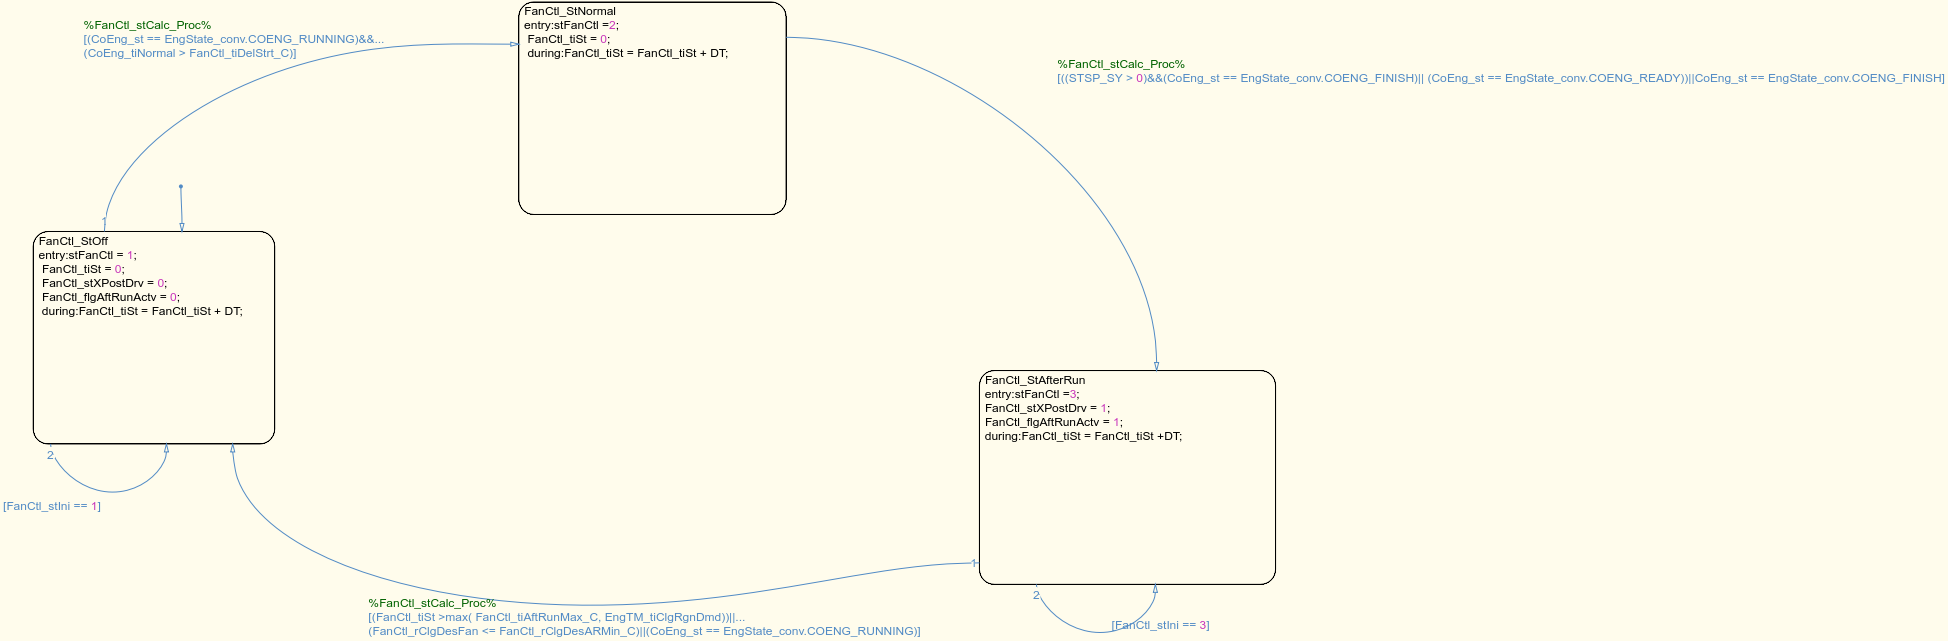 FanCtl_StNormal
entry:stFanCtl =2;
FanCtl_tiSt = 0;
during:FanCtl_tiSt = FanCtl_tiSt + DT;
%FanCtl_stCalc_Proc%
[(CoEng_st == EngState_conv.COENG_RUNNING)&&...
(CoEng_tiNormal > FanCtl_tiDelStrt_C)]
%FanCtl_stCalc_Proc%
[((STSP_SY > 0)&&(CoEng_st == EngState_conv.COENG_FINISH)|| (CoEng_st == EngState_conv.COENG_READY))||CoEng_st == EngState_conv.COENG_FINISH]
1
FanCtl_StOff
entry:stFanCtl = 1;
FanCtl_tiSt = 0;
FanCtl_stXPostDrv = 0;
FanCtl_flgAftRunActv = 0;
during:FanCtl_tiSt = FanCtl_tiSt + DT;
FanCtl_StAfterRun
entry:stFanCtl =3;
FanCtl_stXPostDrv = 1;
FanCtl_flgAftRunActv = 1;
during:FanCtl_tiSt = FanCtl_tiSt +DT;
2
[FanCtl_stIni == 1]
1
2
[FanCtl_stIni == 3]
%FanCtl_stCalc_Proc%
[(FanCtl_tiSt >max( FanCtl_tiAftRunMax_C, EngTM_tiClgRgnDmd))||...
(FanCtl_rClgDesFan <= FanCtl_rClgDesARMin_C)||(CoEng_st == EngState_conv.COENG_RUNNING)]